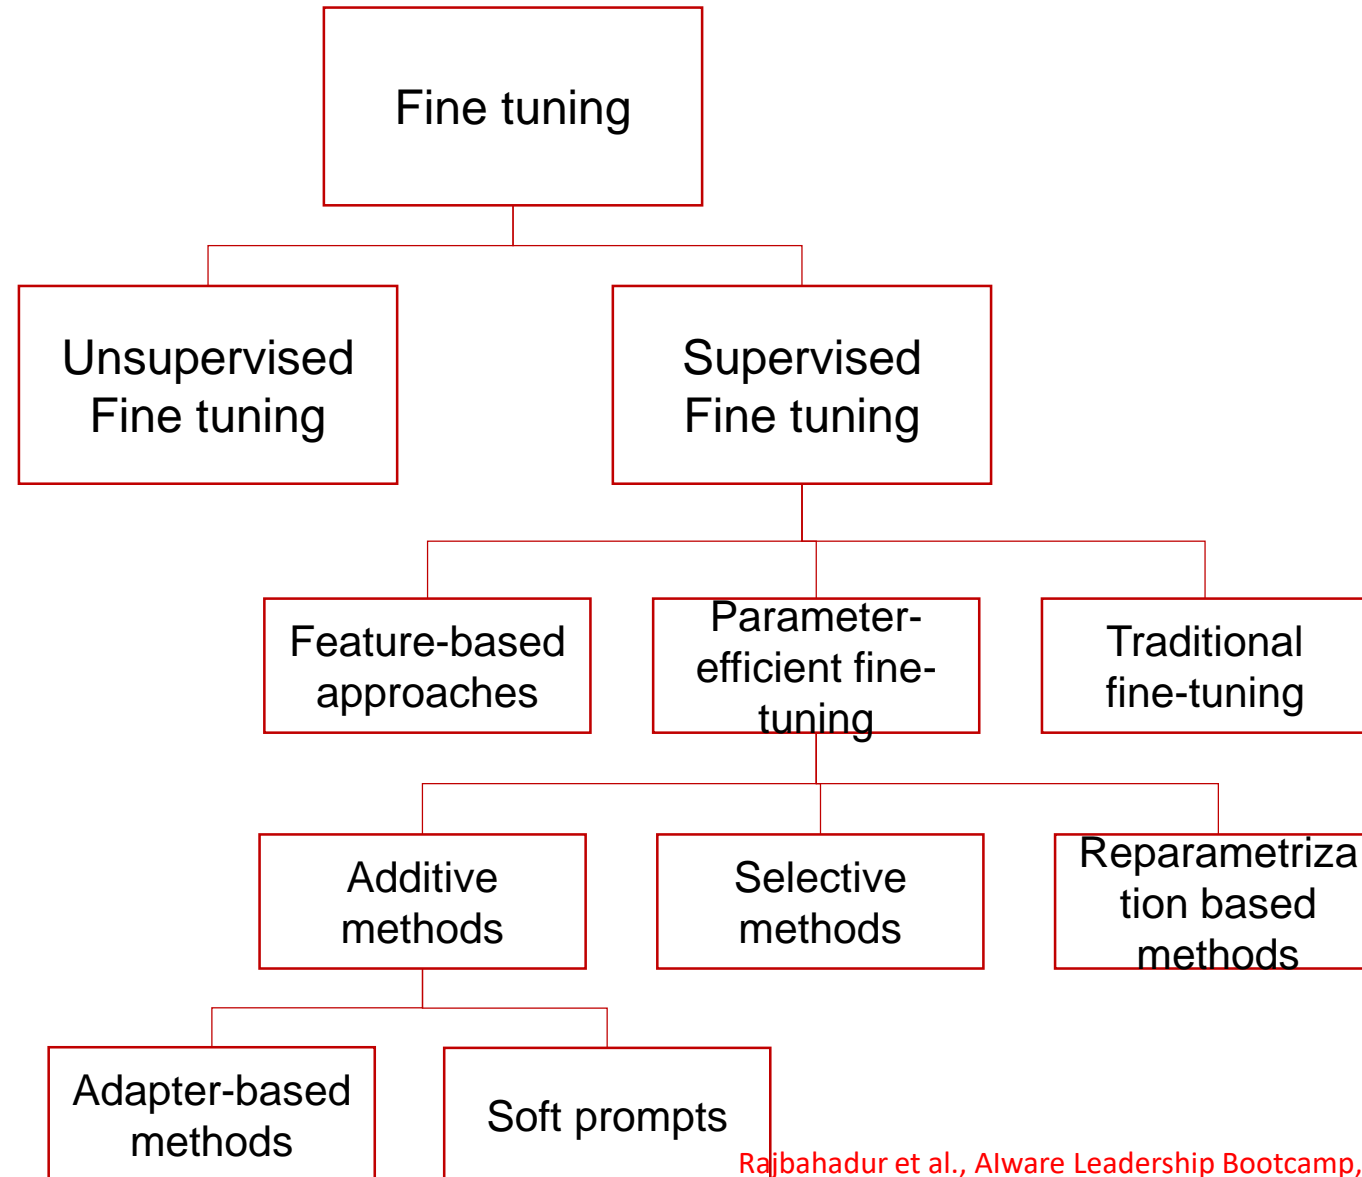 Fine tuning
Unsupervised
Fine tuning
Supervised
Fine tuning
Feature-based
approaches
Parameter-
efficient fine-
tuning
Traditional
fine-tuning
Additive
methods
Selective
methods
Reparametriza
tion based
methods
Adapter-based
methods
Soft prompts
Rajbahadur et al., AIware Leadership Bootcamp,